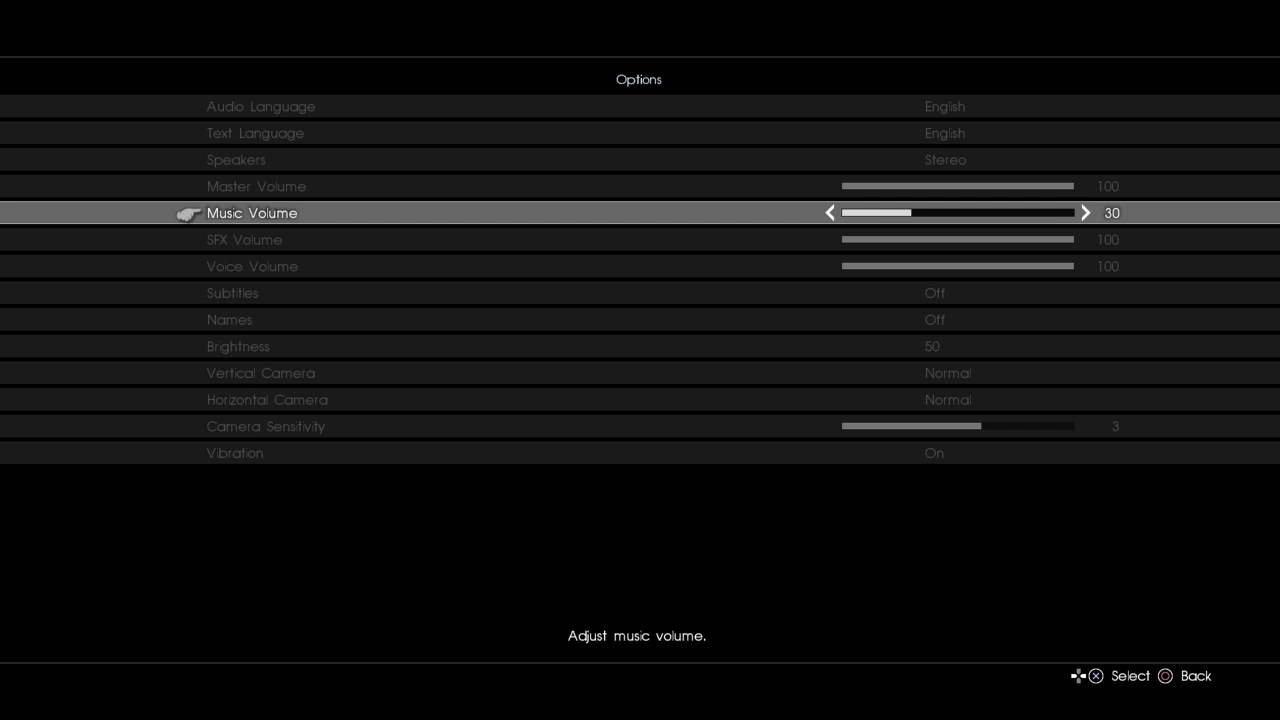 Options
Audio Language English
Text Language English
Speakers Stereo
Master Volume 100
Music Volume 30
SFX Volume 100
Voice Volume 100
Subtitles Off
Names Off
Brightness 50
Vertical Camera Normal
Horizontal Camera Normal
Camera Sensitivity 3
Vibration On
Adjust music volume.
Select Back